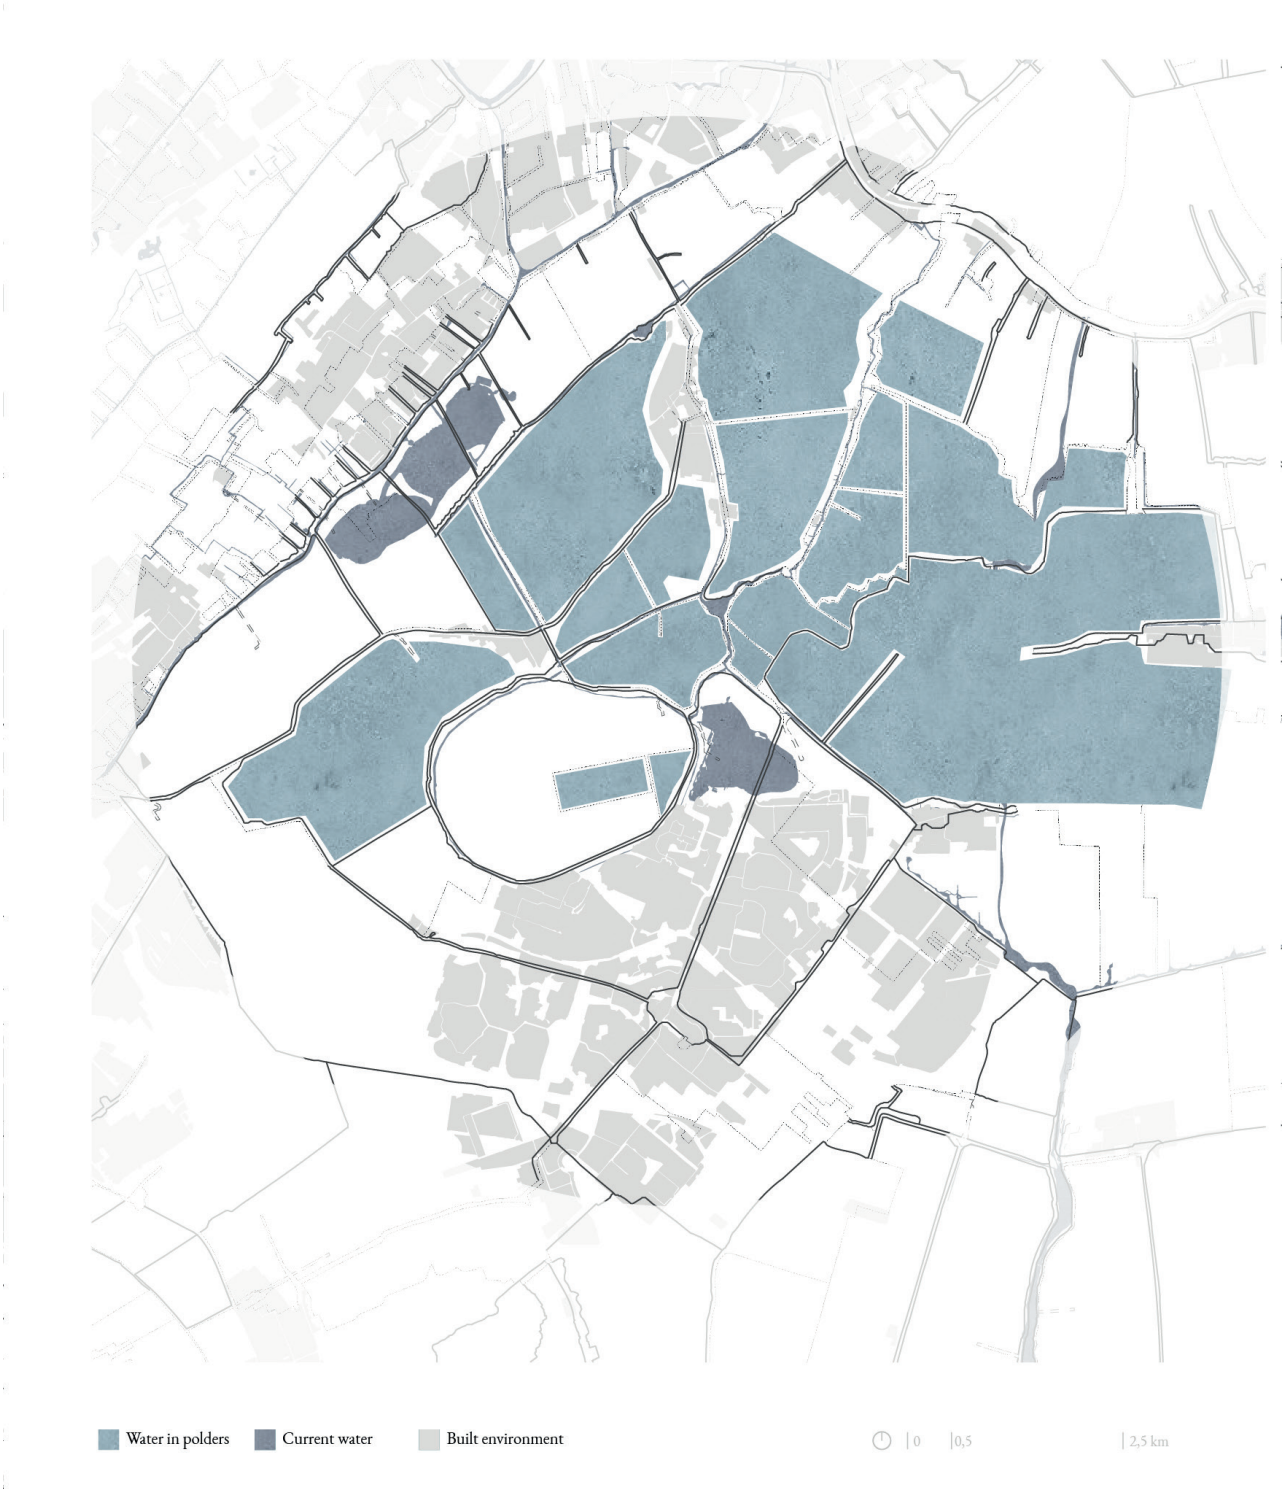 Water in polders
Current water
Built environment
0
0,5
2,5 km